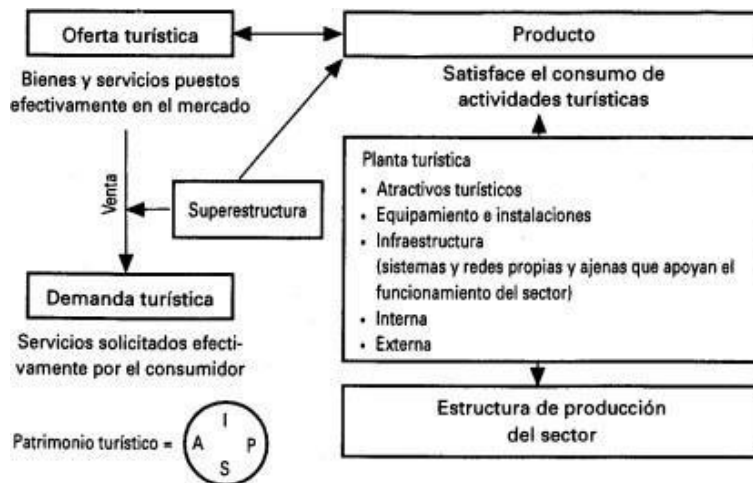 Oferta turística
Bienes y servicios puestos
efectivamente en el mercado
Venta
Superestructura
Demanda turística
Servicios solicitados efecti-
vamente por el consumidor
Patrimonio turístico =
I
A P
S
Producto
Satisface el consumo de
actividades turísticas
Planta turística
• Atractivos turísticos
• Equipamiento e instalaciones
• Infraestructura
(sistemas y redes propias y ajenas que apoyan el
funcionamiento del sector)
• Interna
• Externa
Estructura de producción
del sector